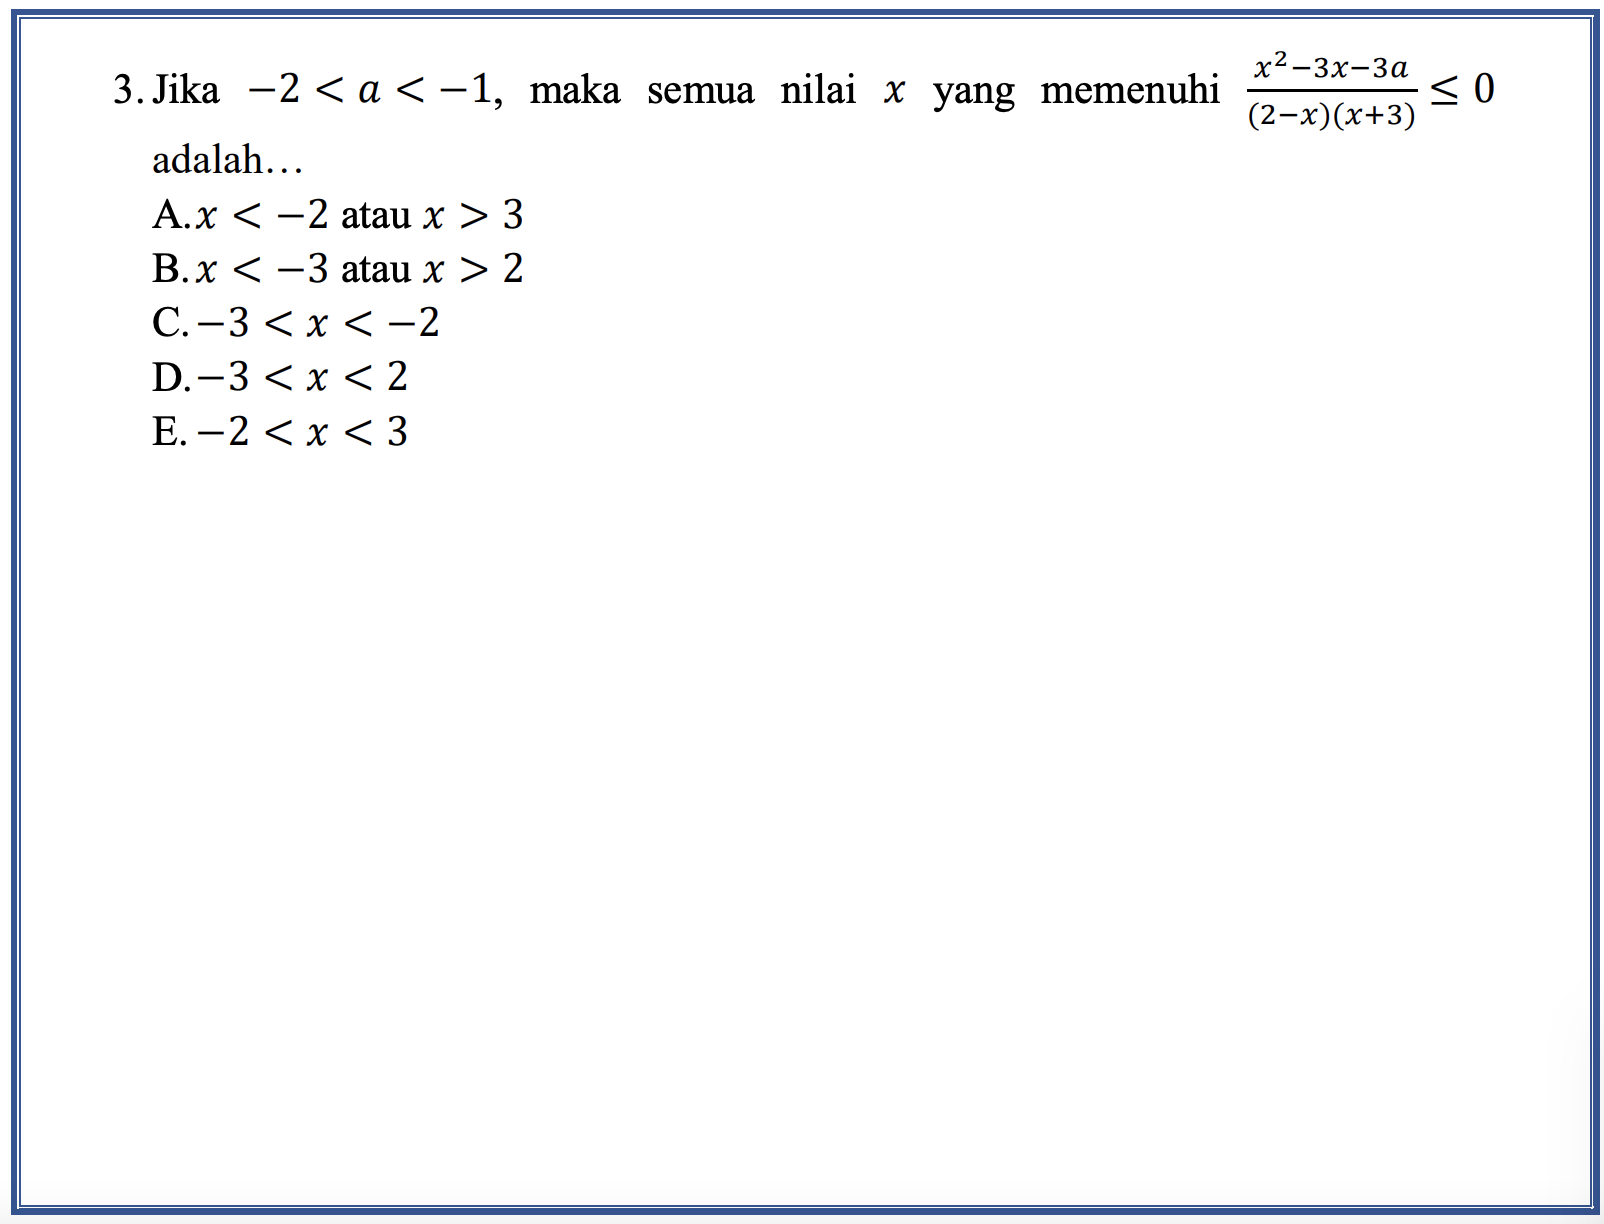 3. Jika −2 < a < −1, maka semua nilai x yang memenuhi \frac{x^2−3x−3a}{(2−x)(x+3)} ≤ 0
adalah…
A. x < −2 atau x > 3
B. x < −3 atau x > 2
C. −3 < x < −2
D. −3 < x < 2
E. −2 < x < 3